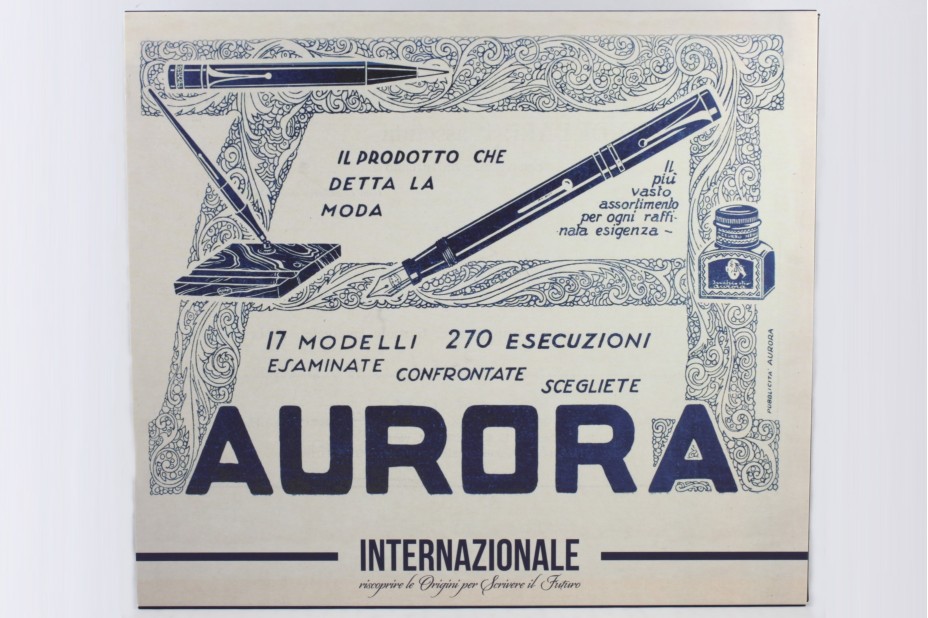 IL PRODOTTO CHE
DETTA LA
MODA
IL
più
vasto
assortimento
per ogni raffi-
nata esigenza -
17 MODELLI 270 ESECUZIONI
ESAMINATE CONFRONTATE SCEGLIETE
PUBBLICITÀ AURORA
AURORA
INTERNAZIONALE
riscoprire le Origini per Scrivere il Futuro